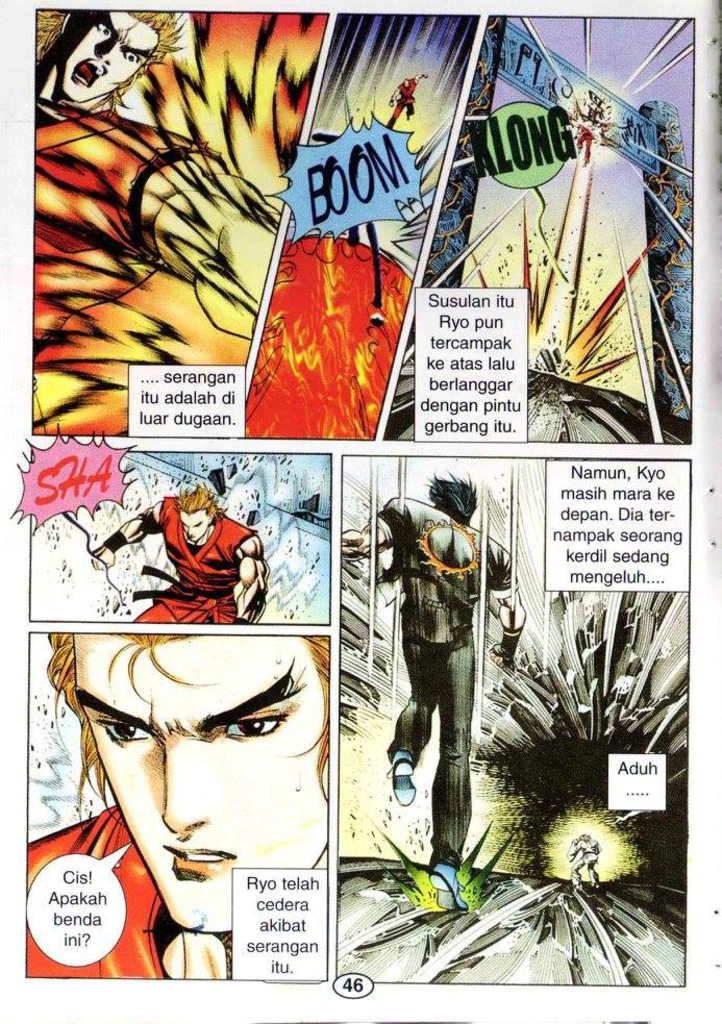 .... serangan
itu adalah di
luar dugaan.
BOOM
KLONG
Susulan itu
Ryo pun
tercampak
ke atas lalu
berlanggar
dengan pintu
gerbang itu.
SHA
Namun, Kyo
masih mara ke
depan. Dia ter-
nampak seorang
kerdil sedang
mengeluh....
Aduh
.....
Cis!
Apakah
benda
ini?
Ryo telah
cedera
akibat
serangan
itu.
46